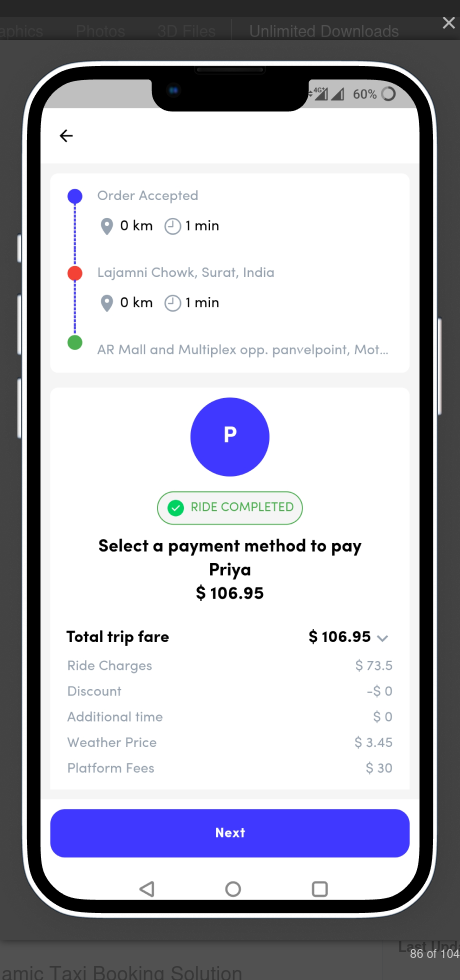 aphics Photos 3D Files Unlimited Downloads
4G 60%
Order Accepted
0 km 1 min
Lajamni Chowk, Surat, India
0 km 1 min
AR Mall and Multiplex opp. panvelpoint, Mot...
P
RIDE COMPLETED
Select a payment method to pay
Priya
$ 106.95
Total trip fare $ 106.95
Ride Charges $ 73.5
Discount -$ 0
Additional time $ 0
Weather Price $ 3.45
Platform Fees $ 30
Next
86 of 104
amic Taxi Booking Solution